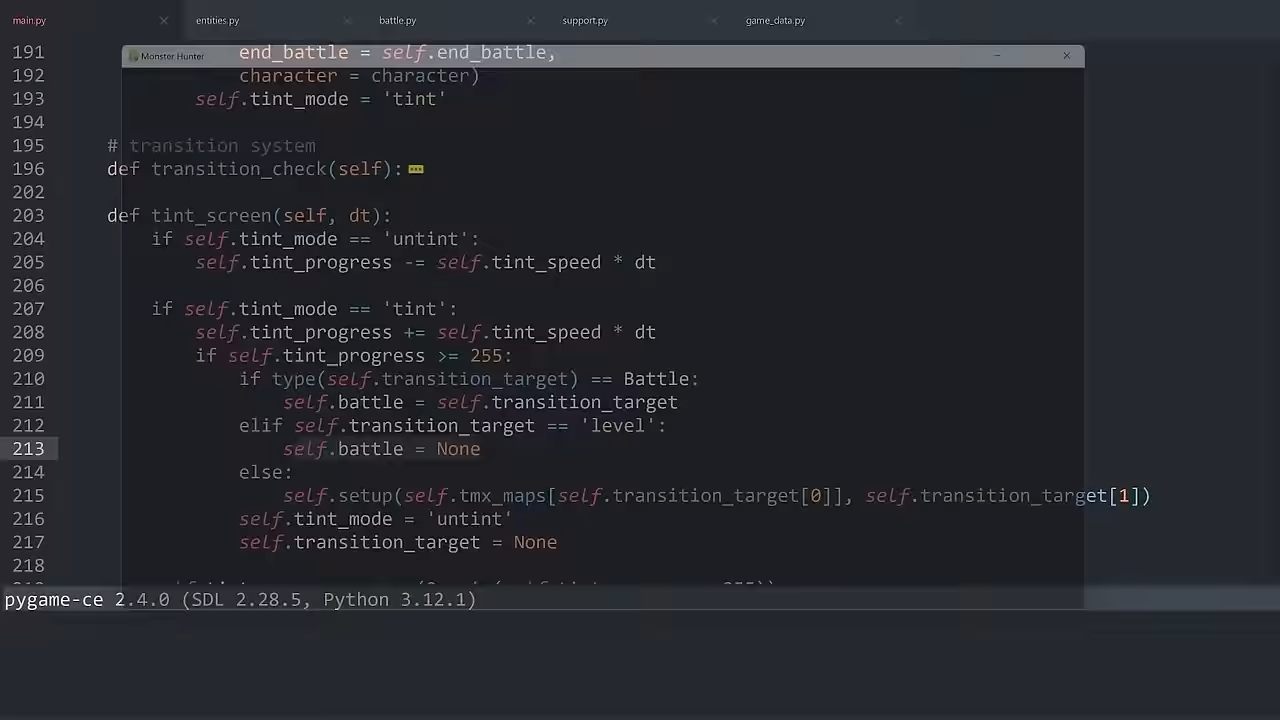 main.py
entities.py
battle.py
support.py
game_data.py
191 end_battle = self.end_battle,
Monster Hunter
192 character = character)
193 self.tint_mode = 'tint'
194
195 # transition system
196 def transition_check(self):
202
203 def tint_screen(self, dt):
204 if self.tint_mode == 'untint':
205 self.tint_progress -= self.tint_speed * dt
206
207 if self.tint_mode == 'tint':
208 self.tint_progress += self.tint_speed * dt
209 if self.tint_progress >= 255:
210 if type(self.transition_target) == Battle:
211 self.battle = self.transition_target
212 elif self.transition_target == 'level':
213 self.battle = None
214 else:
215 self.setup(self.tmx_maps[self.transition_target[0]], self.transition_target[1])
216 self.tint_mode = 'untint'
217 self.transition_target = None
218
pygame-ce 2.4.0 (SDL 2.28.5, Python 3.12.1)